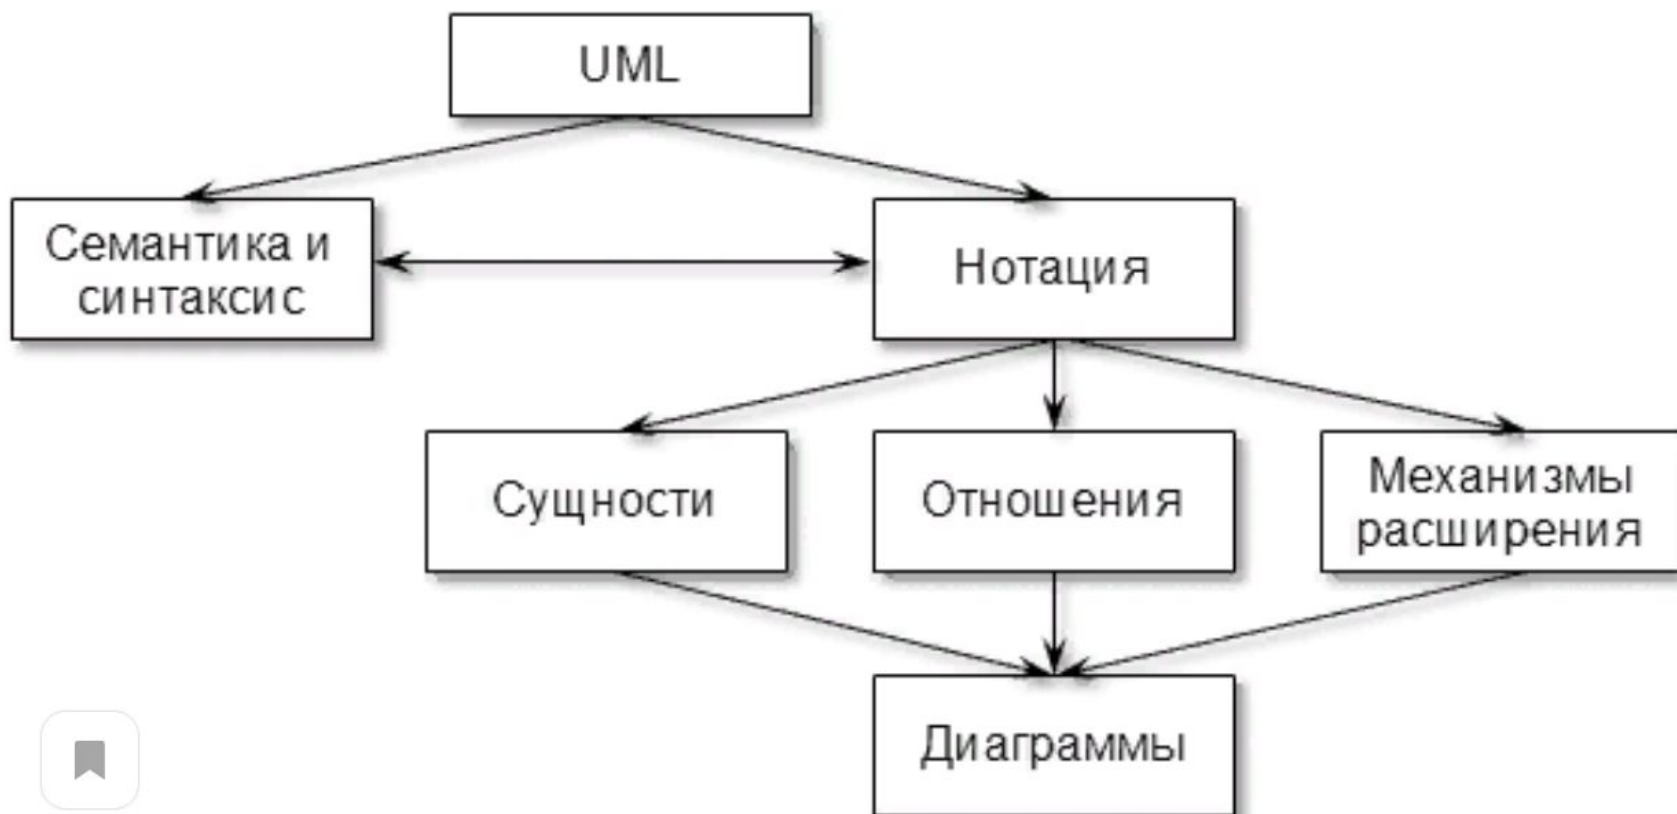 UML
Семантика и
синтаксис
Нотация
Сущности
Отношения
Механизмы
расширения
Диаграммы